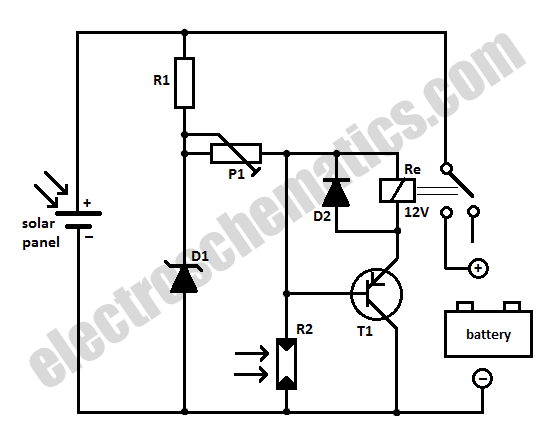 R1
P1
Re
12V
D2
+
solar
panel
−
D1
T1
R2
+
battery
−
electroschematics.com